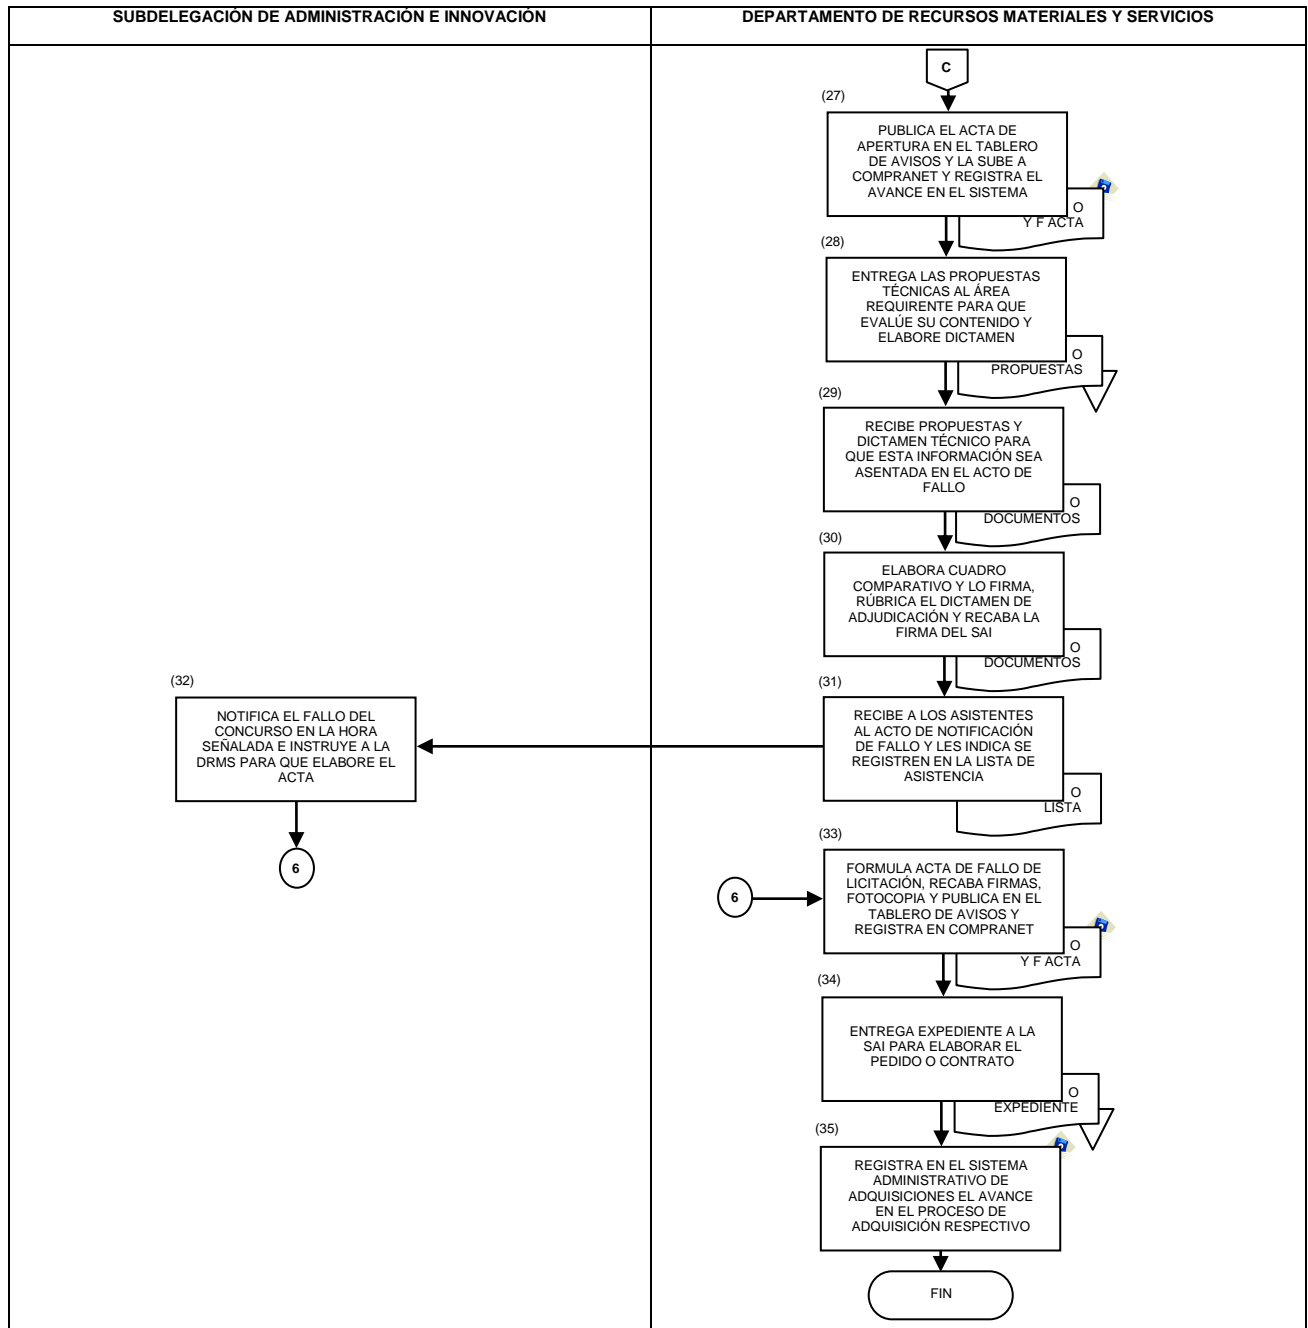 SUBDELEGACIÓN DE ADMINISTRACIÓN E INNOVACIÓN
DEPARTAMENTO DE RECURSOS MATERIALES Y SERVICIOS
C
(27)
PUBLICA EL ACTA DE
APERTURA EN EL TABLERO
DE AVISOS Y LA SUBE A
COMPRANET Y REGISTRA EL
AVANCE EN EL SISTEMA
O
Y F ACTA
(28)
ENTREGA LAS PROPUESTAS
TÉCNICAS AL ÁREA
REQUIRENTE PARA QUE
EVALÚE SU CONTENIDO Y
ELABORE DICTAMEN
O
PROPUESTAS
(29)
RECIBE PROPUESTAS Y
DICTAMEN TÉCNICO PARA
QUE ESTA INFORMACIÓN SEA
ASENTADA EN EL ACTO DE
FALLO
O
DOCUMENTOS
(30)
ELABORA CUADRO
COMPARATIVO Y LO FIRMA,
RÚBRICA EL DICTAMEN DE
ADJUDICACIÓN Y RECABA LA
FIRMA DEL SAI
O
DOCUMENTOS
(31)
RECIBE A LOS ASISTENTES
AL ACTO DE NOTIFICACIÓN
DE FALLO Y LES INDICA SE
REGISTREN EN LA LISTA DE
ASISTENCIA
O
LISTA
(32)
NOTIFICA EL FALLO DEL
CONCURSO EN LA HORA
SEÑALADA E INSTRUYE A LA
DRMS PARA QUE ELABORE EL
ACTA
6
(33)
6
FORMULA ACTA DE FALLO DE
LICITACIÓN, RECABA FIRMAS,
FOTOCOPIA Y PUBLICA EN EL
TABLERO DE AVISOS Y
REGISTRA EN COMPRANET
O
Y F ACTA
(34)
ENTREGA EXPEDIENTE A LA
SAI PARA ELABORAR EL
PEDIDO O CONTRATO
O
EXPEDIENTE
(35)
REGISTRA EN EL SISTEMA
ADMINISTRATIVO DE
ADQUISICIONES EL AVANCE
EN EL PROCESO DE
ADQUISICIÓN RESPECTIVO
FIN